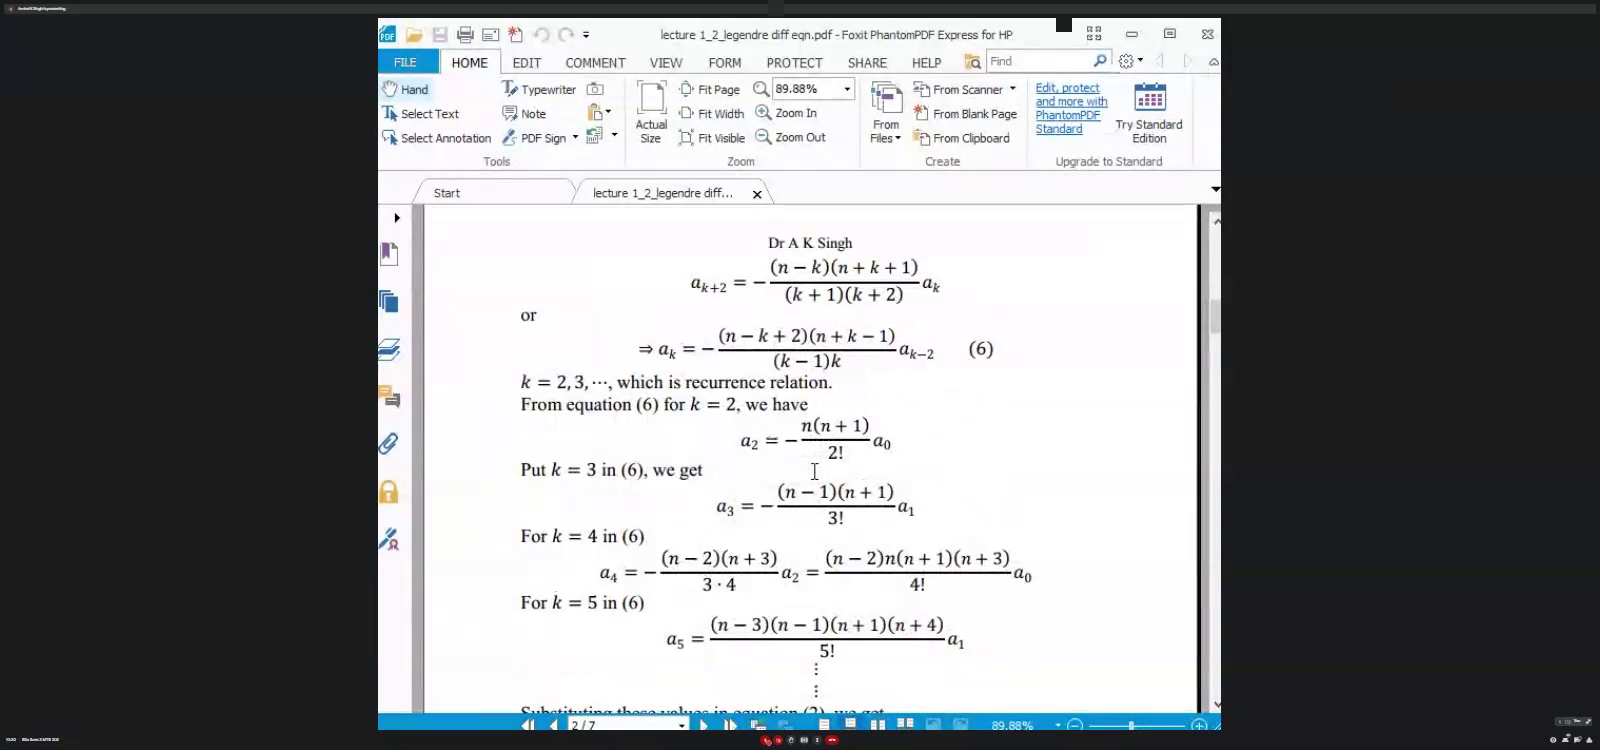 lecture 1_2_legendre diff eqn.pdf - Foxit PhantomPDF Express for HP
FILE HOME EDIT COMMENT VIEW FORM PROTECT SHARE HELP Find
Hand Typewriter
Select Text Note
Select Annotation PDF Sign
Tools
Actual Size
Fit Page 89.88%
Fit Width Zoom In
Fit Visible Zoom Out
Zoom
From Files
From Scanner
From Blank Page
From Clipboard
Create
Edit, protect
and more with
PhantomPDF
Standard
Try Standard
Edition
Upgrade to Standard
Start lecture 1_2_legendre diff...
Dr A K Singh
a_{k+2} = -\frac{(n-k)(n+k+1)}{(k+1)(k+2)} a_k
or
⇒ a_k = -\frac{(n-k+2)(n+k-1)}{(k-1)k} a_{k-2} (6)
k = 2, 3, ⋯, which is recurrence relation.
From equation (6) for k = 2, we have
a_2 = -\frac{n(n+1)}{2!} a_0
Put k = 3 in (6), we get
a_3 = -\frac{(n-1)(n+1)}{3!} a_1
For k = 4 in (6)
a_4 = -\frac{(n-2)(n+3)}{3·4} a_2 = \frac{(n-2)n(n+1)(n+3)}{4!} a_0
For k = 5 in (6)
a_5 = \frac{(n-3)(n-1)(n+1)(n+4)}{5!} a_1
⋮
⋮
Substituting these values in equation (2), we get
2 / 7 89.88%